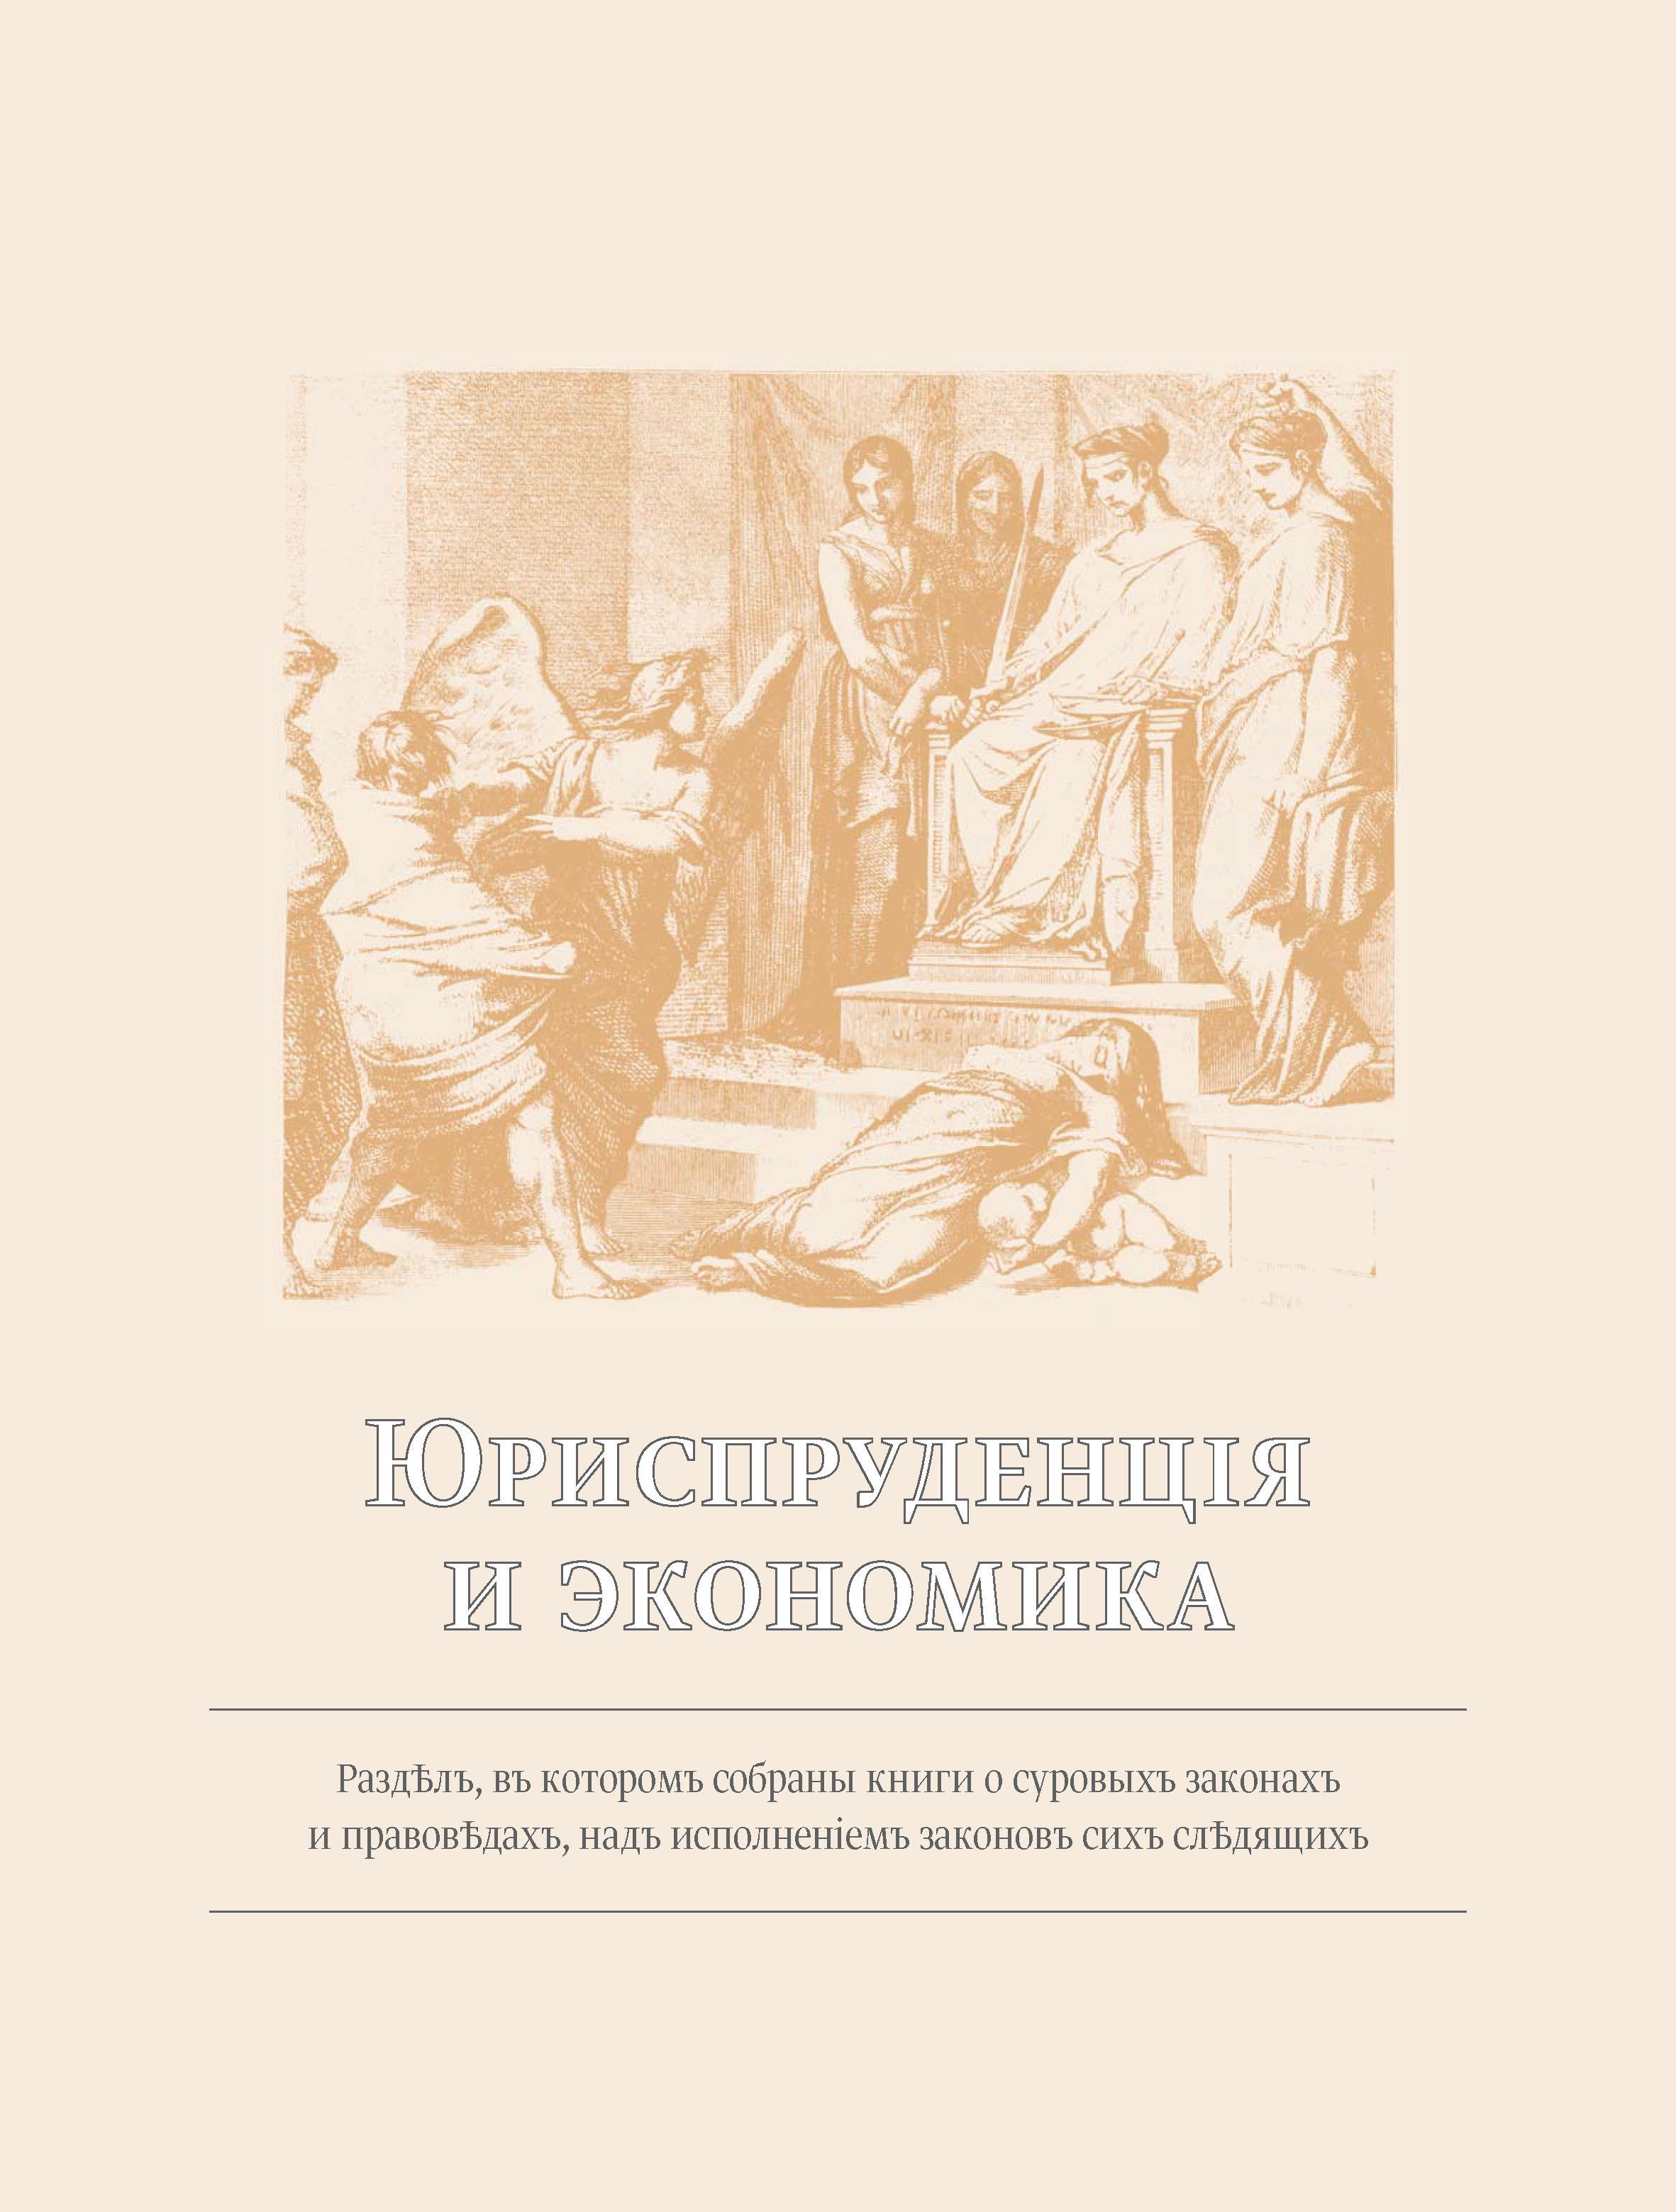 Юриспруденція
и экономика
Раздѣлъ, въ которомъ собраны книги о суровыхъ законахъ
и правовѣдахъ, надъ исполненіемъ законовъ сихъ слѣдящихъ